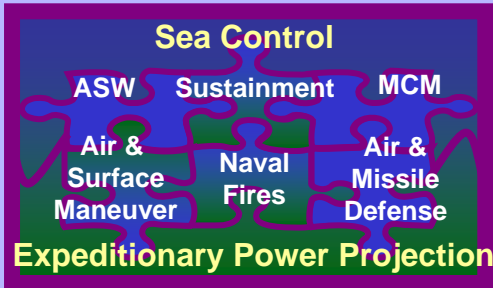 Sea Control
ASW Sustainment MCM
Air &
Surface
Maneuver
Naval
Fires
Air &
Missile
Defense
Expeditionary Power Projection